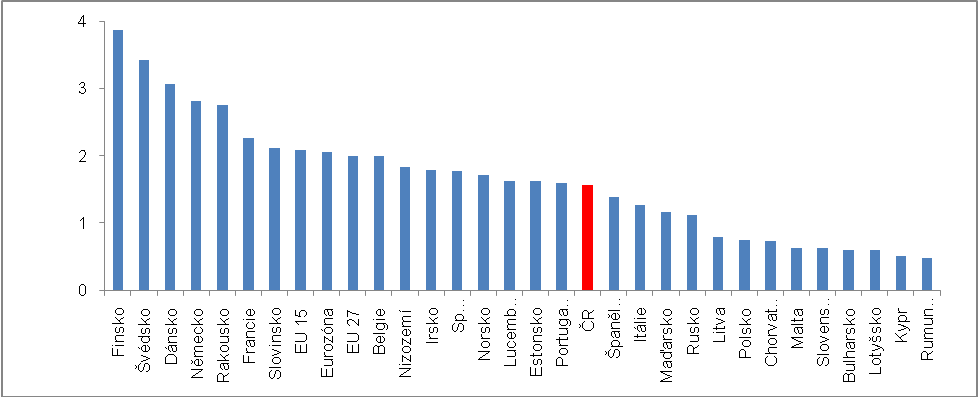 4
3
2
1
0
Finsko
Švédsko
Dánsko
Německo
Rakousko
Francie
Slovinsko
EU 15
Eurozóna
EU 27
Belgie
Nizozemí
Irsko
Sp...
Norsko
Lucemb...
Estonsko
Portuga...
ČR
Španěl...
Itálie
Maďarsko
Rusko
Litva
Polsko
Chorvat...
Malta
Slovens...
Bulharsko
Lotyšsko
Kypr
Rumun...